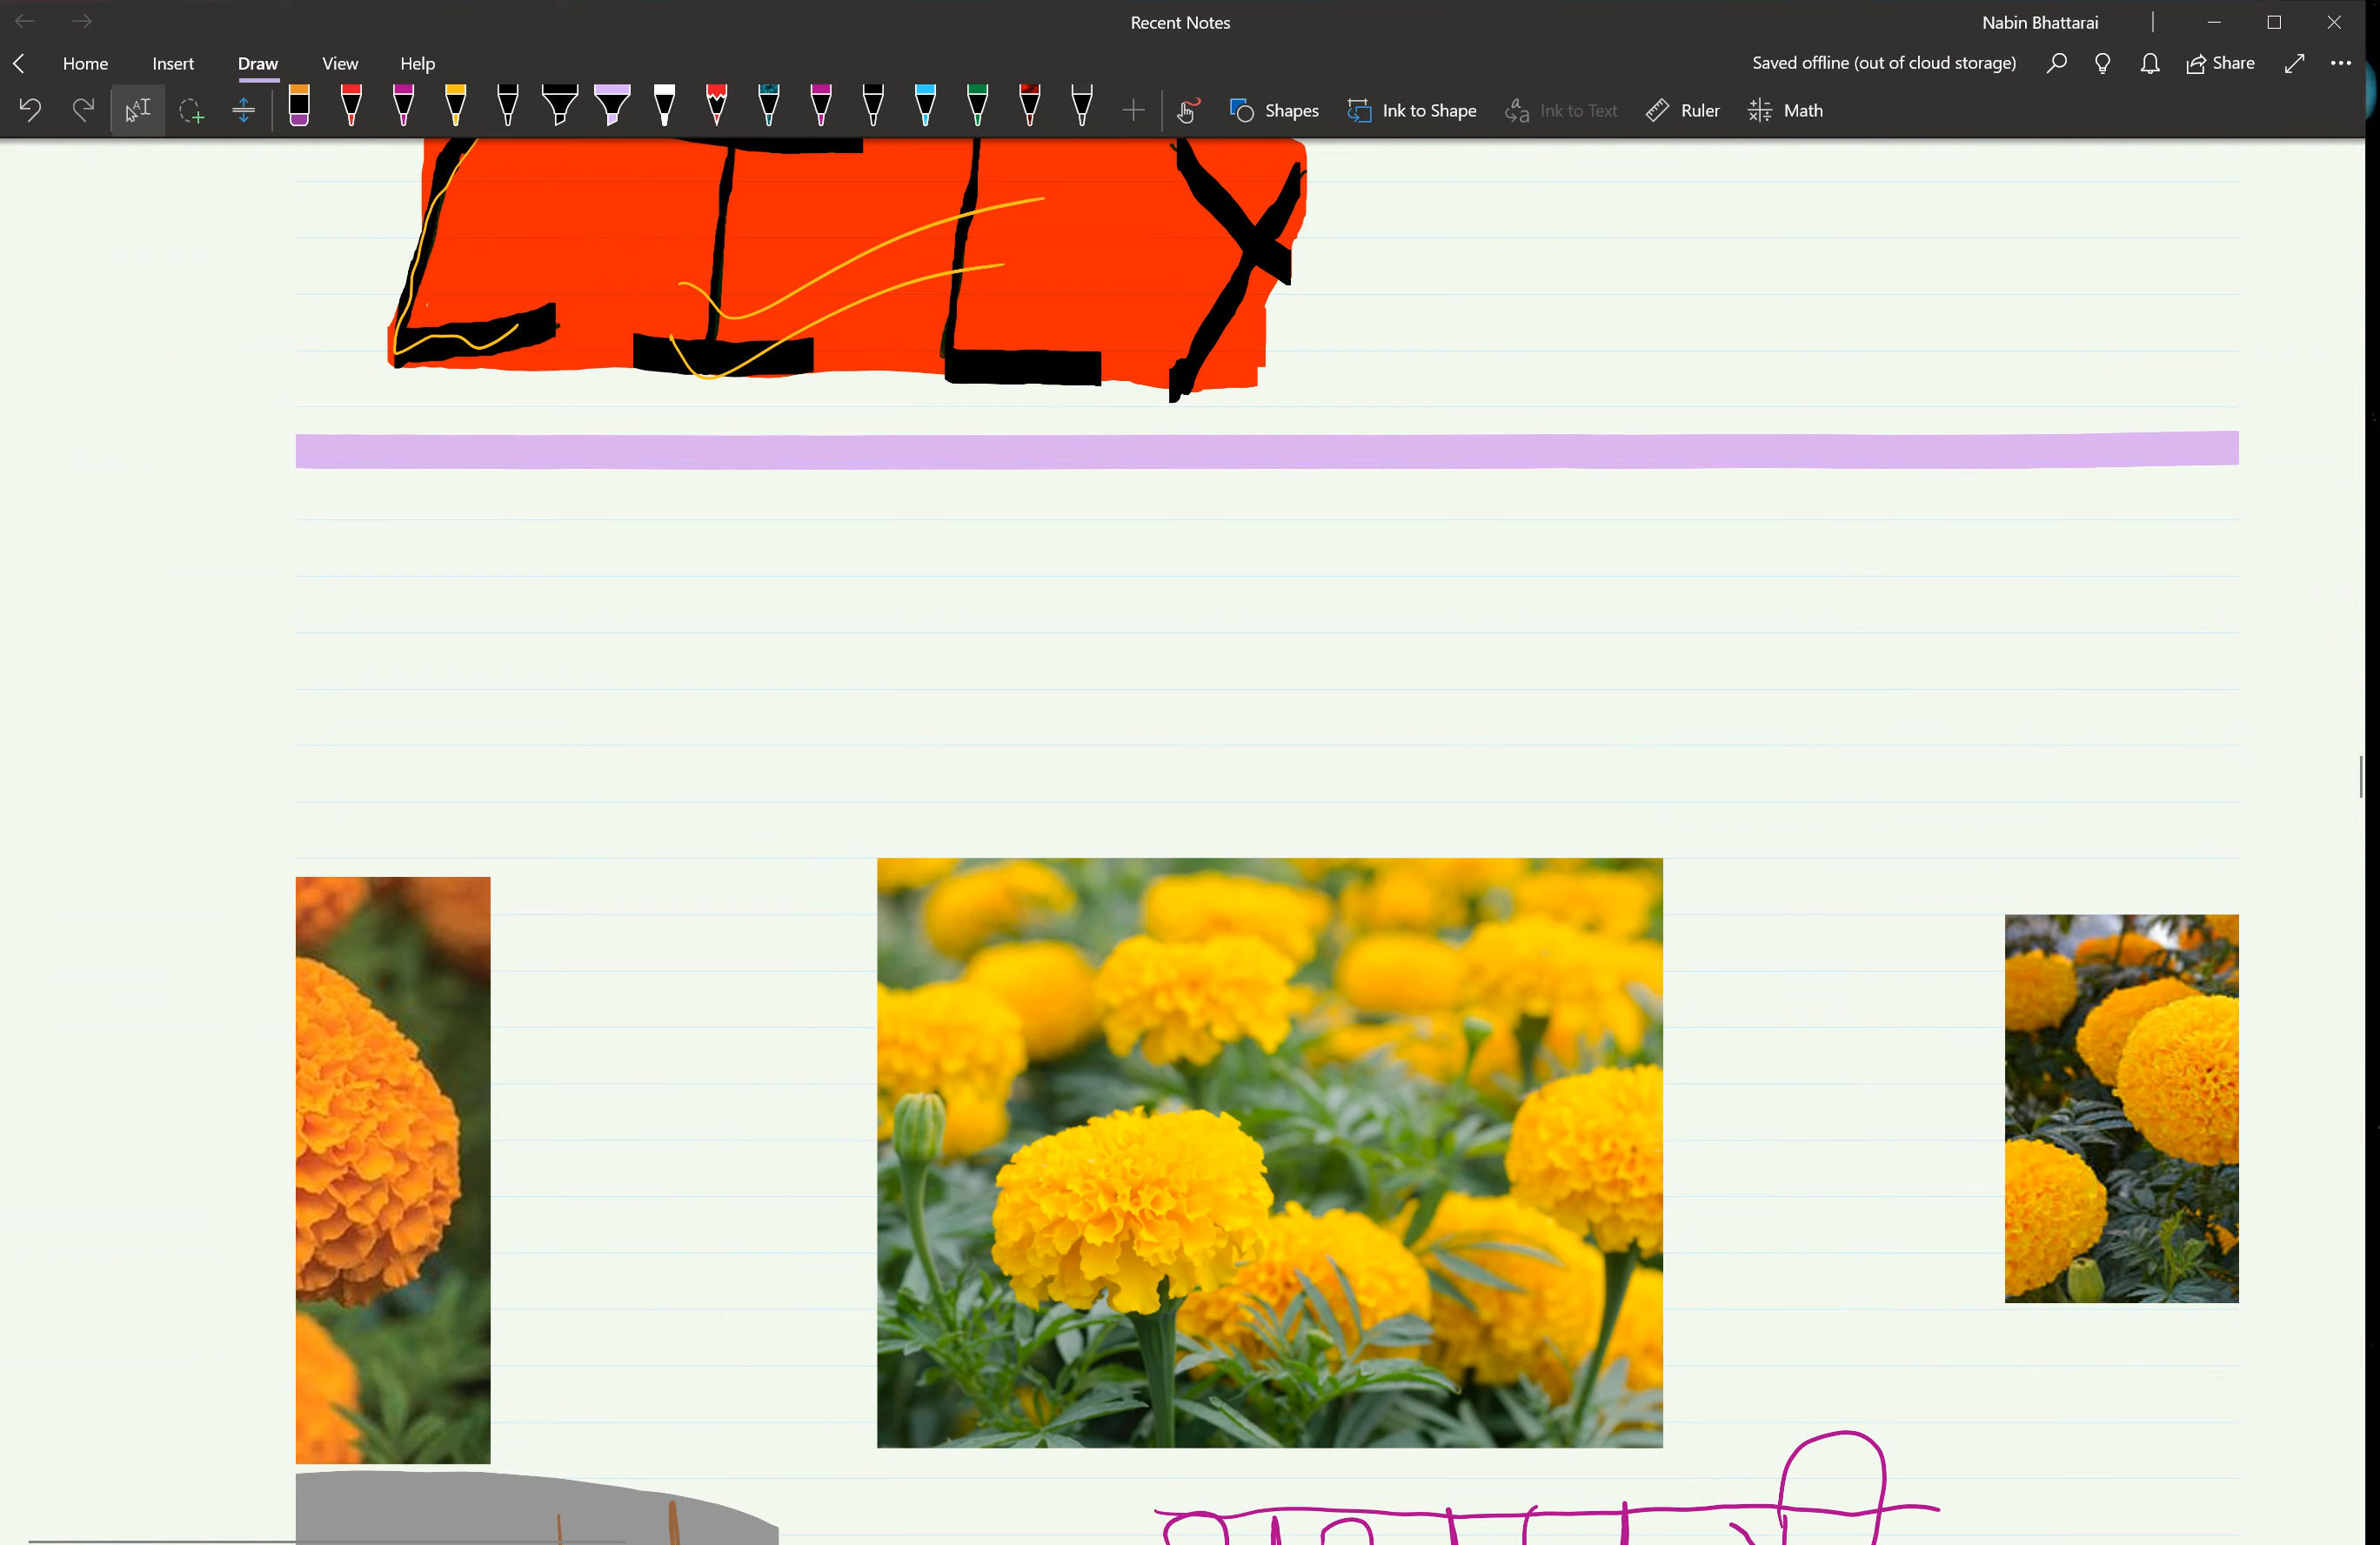 Recent Notes
Nabin Bhattarai
Home Insert Draw View Help
Saved offline (out of cloud storage)
Share
Shapes
Ink to Shape
Ink to Text
Ruler
Math